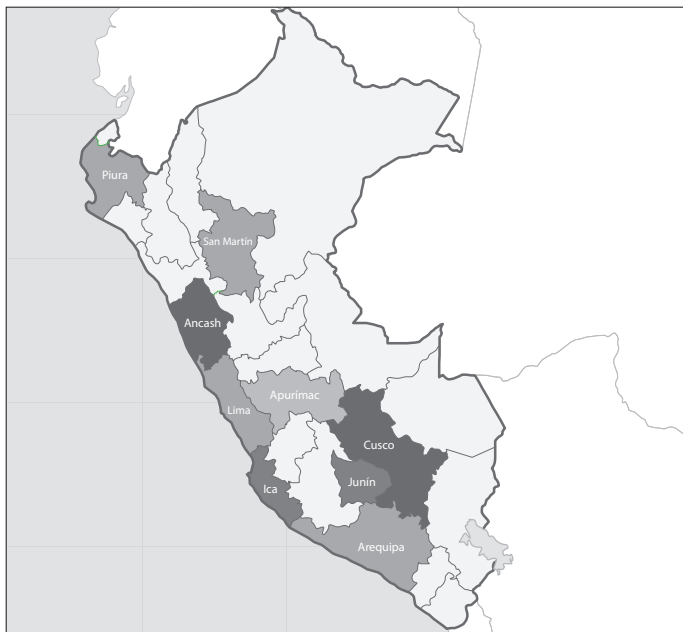 Piura
San Martín
Ancash
Apurímac
Lima
Cusco
Ica
Junín
Arequipa